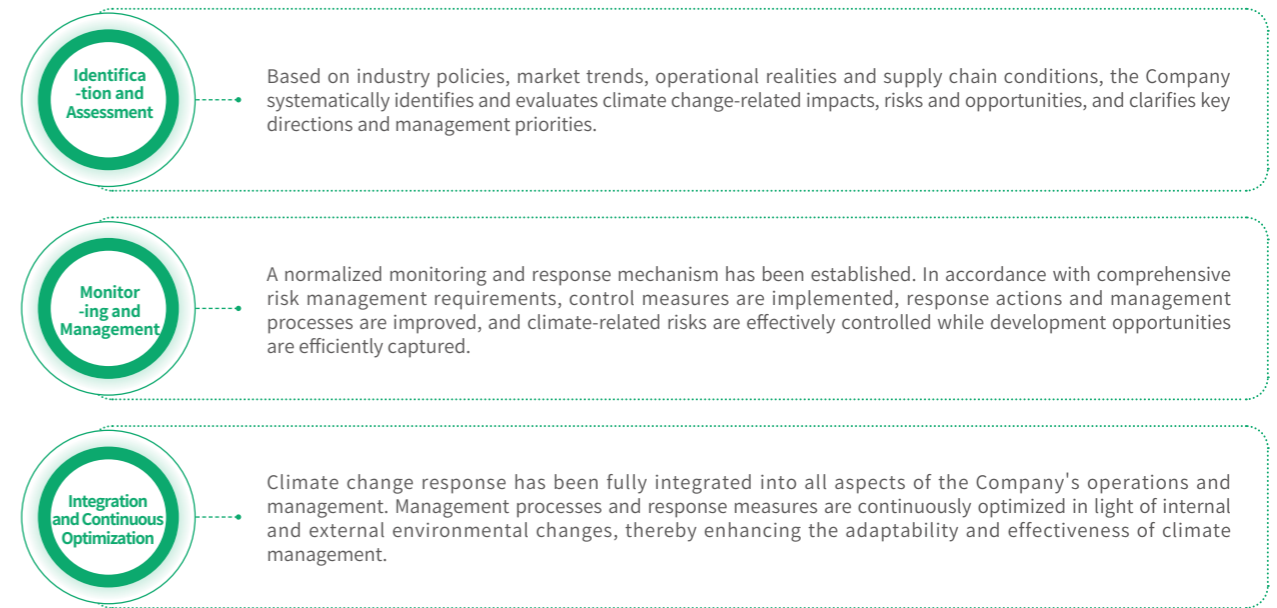 Identifica
-tion and
Assessment
Based on industry policies, market trends, operational realities and supply chain conditions, the Company
systematically identifies and evaluates climate change-related impacts, risks and opportunities, and clarifies key
directions and management priorities.
Monitor
-ing and
Management
A normalized monitoring and response mechanism has been established. In accordance with comprehensive
risk management requirements, control measures are implemented, response actions and management
processes are improved, and climate-related risks are effectively controlled while development opportunities
are efficiently captured.
Integration
and Continuous
Optimization
Climate change response has been fully integrated into all aspects of the Company's operations and
management. Management processes and response measures are continuously optimized in light of internal
and external environmental changes, thereby enhancing the adaptability and effectiveness of climate
management.